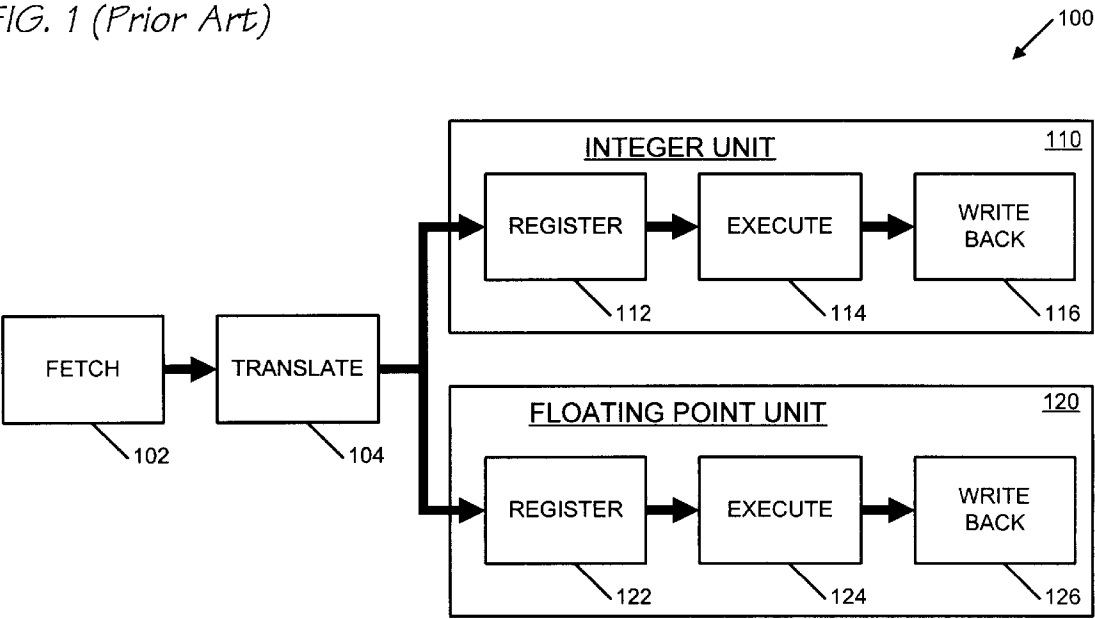 FIG. 1 (Prior Art)
100
INTEGER UNIT
110
REGISTER
EXECUTE
WRITE
BACK
112
114
116
FETCH
TRANSLATE
102
104
FLOATING POINT UNIT
120
REGISTER
EXECUTE
WRITE
BACK
122
124
126